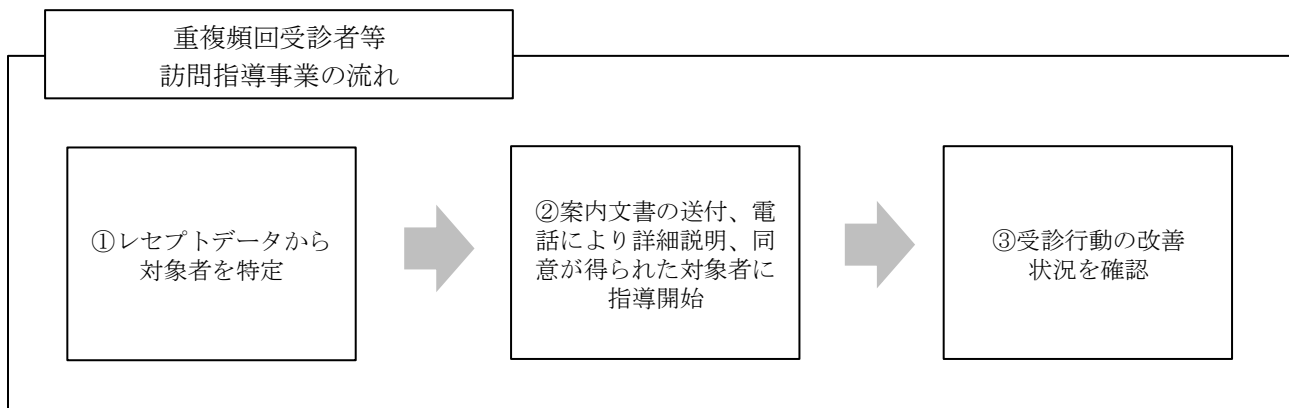 重複頻回受診者等
訪問指導事業の流れ
①レセプトデータから
対象者を特定
②案内文書の送付、電
話により詳細説明、同
意が得られた対象者に
指導開始
③受診行動の改善
状況を確認